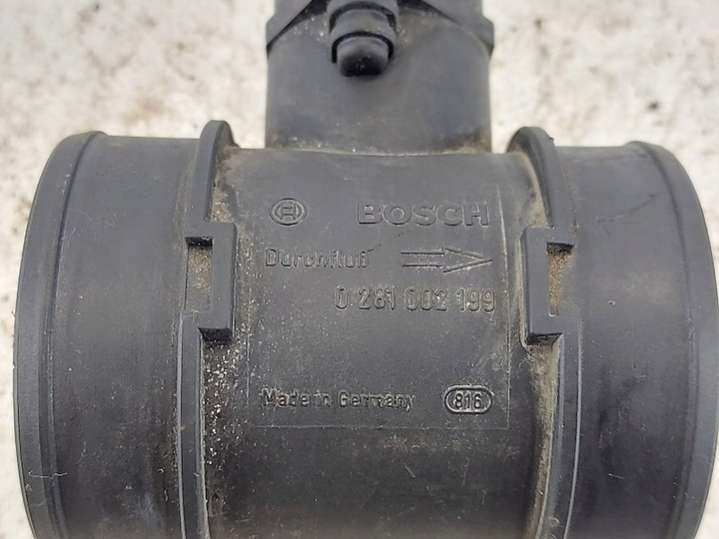 BOSCH
Durchfluß
0 281 002 199
Made in Germany 816